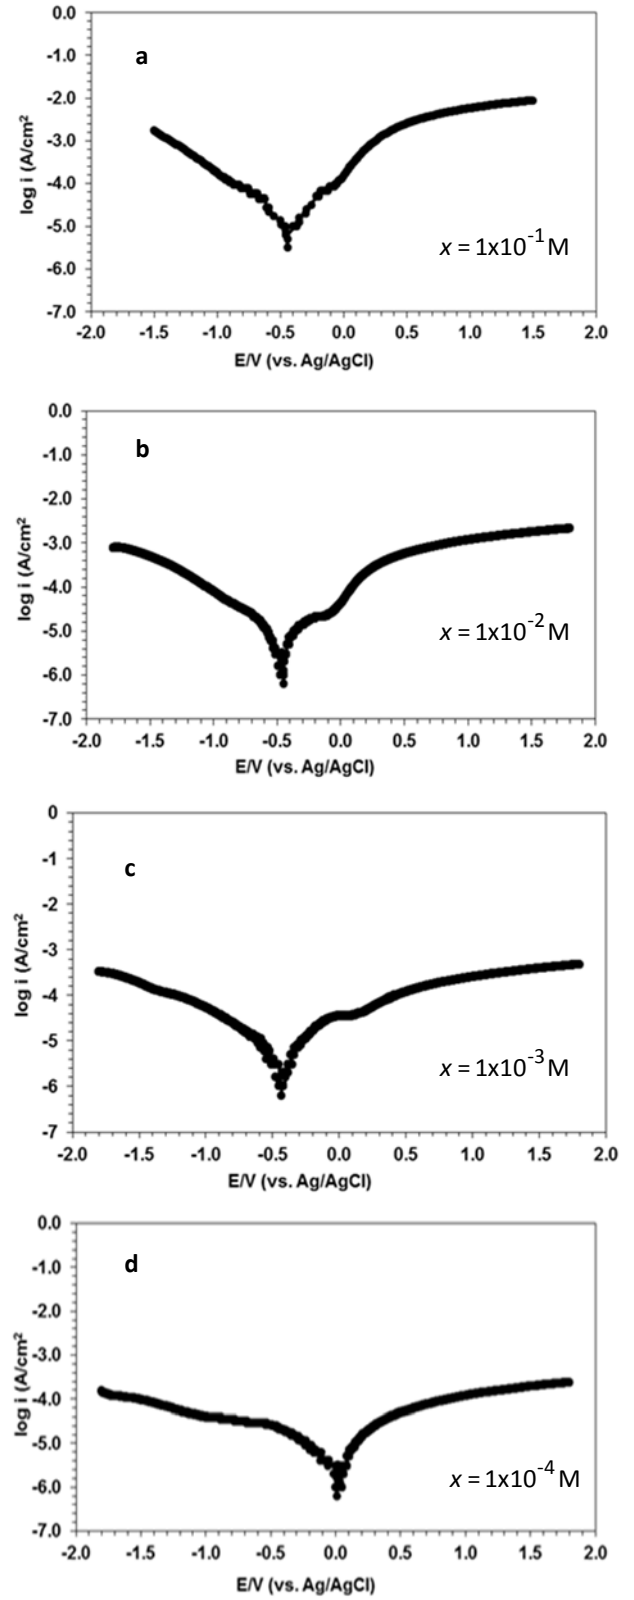 a
0.0
-1.0
-2.0
-3.0
-4.0
-5.0
-6.0
-7.0
log i (A/cm²
x = 1x10⁻¹ M
-2.0 -1.5 -1.0 -0.5 0.0 0.5 1.0 1.5 2.0
E/V (vs. Ag/AgCl)
b
0.0
-1.0
-2.0
-3.0
-4.0
-5.0
-6.0
-7.0
log i (A/cm²
x = 1x10⁻² M
-2.0 -1.5 -1.0 -0.5 0.0 0.5 1.0 1.5 2.0
E/V (vs. Ag/AgCl)
c
0
-1
-2
-3
-4
-5
-6
-7
log i (A/cm²
x = 1x10⁻³ M
-2.0 -1.5 -1.0 -0.5 0.0 0.5 1.0 1.5 2.0
E/V (vs. Ag/AgCl)
d
0.0
-1.0
-2.0
-3.0
-4.0
-5.0
-6.0
-7.0
log i (A/cm²
x = 1x10⁻⁴ M
-2.0 -1.5 -1.0 -0.5 0.0 0.5 1.0 1.5 2.0
E/V (vs. Ag/AgCl)